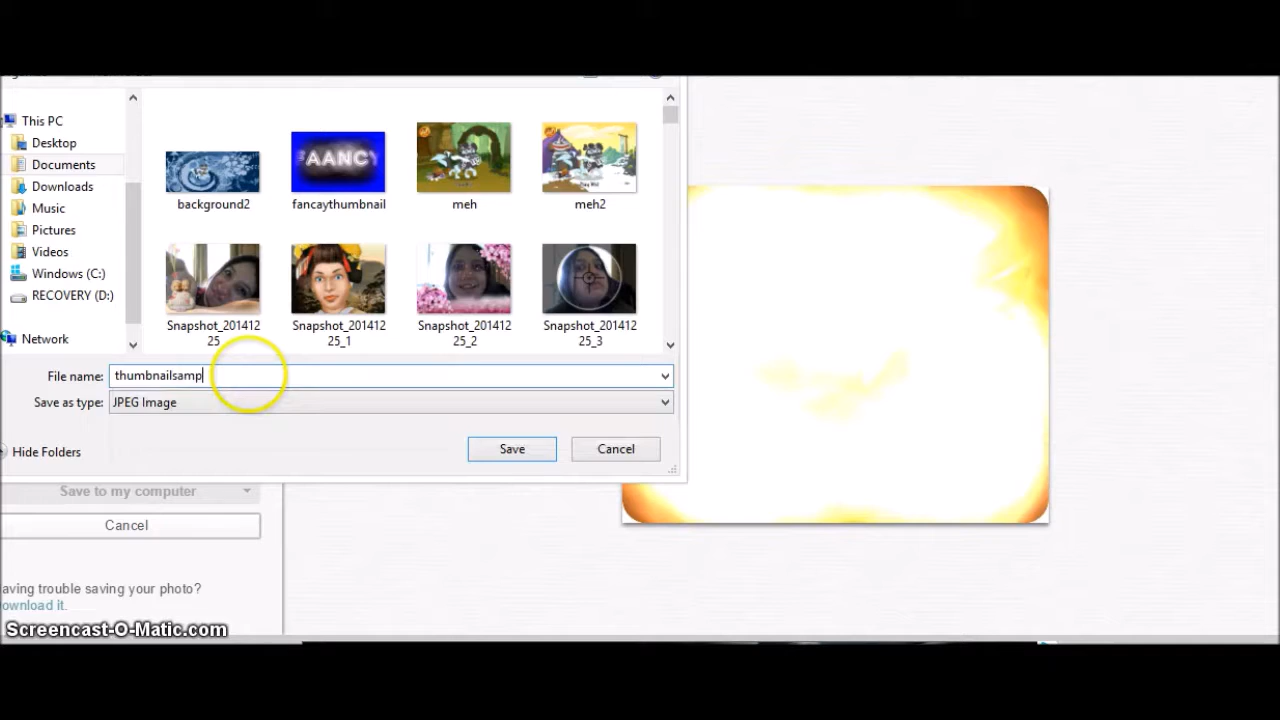 This PC
Desktop
Documents
Downloads
Music
Pictures
Videos
Windows (C:)
RECOVERY (D:)
Network
AANCY
background2
fancaythumbnail
meh
meh2
Snapshot_201412
25
Snapshot_201412
25_1
Snapshot_201412
25_2
Snapshot_201412
25_3
File name: thumbnailsamp
Save as type: JPEG Image
Hide Folders
Save
Cancel
Save to my computer
Cancel
aving trouble saving your photo?
ownload it.
Screencast-O-Matic.com